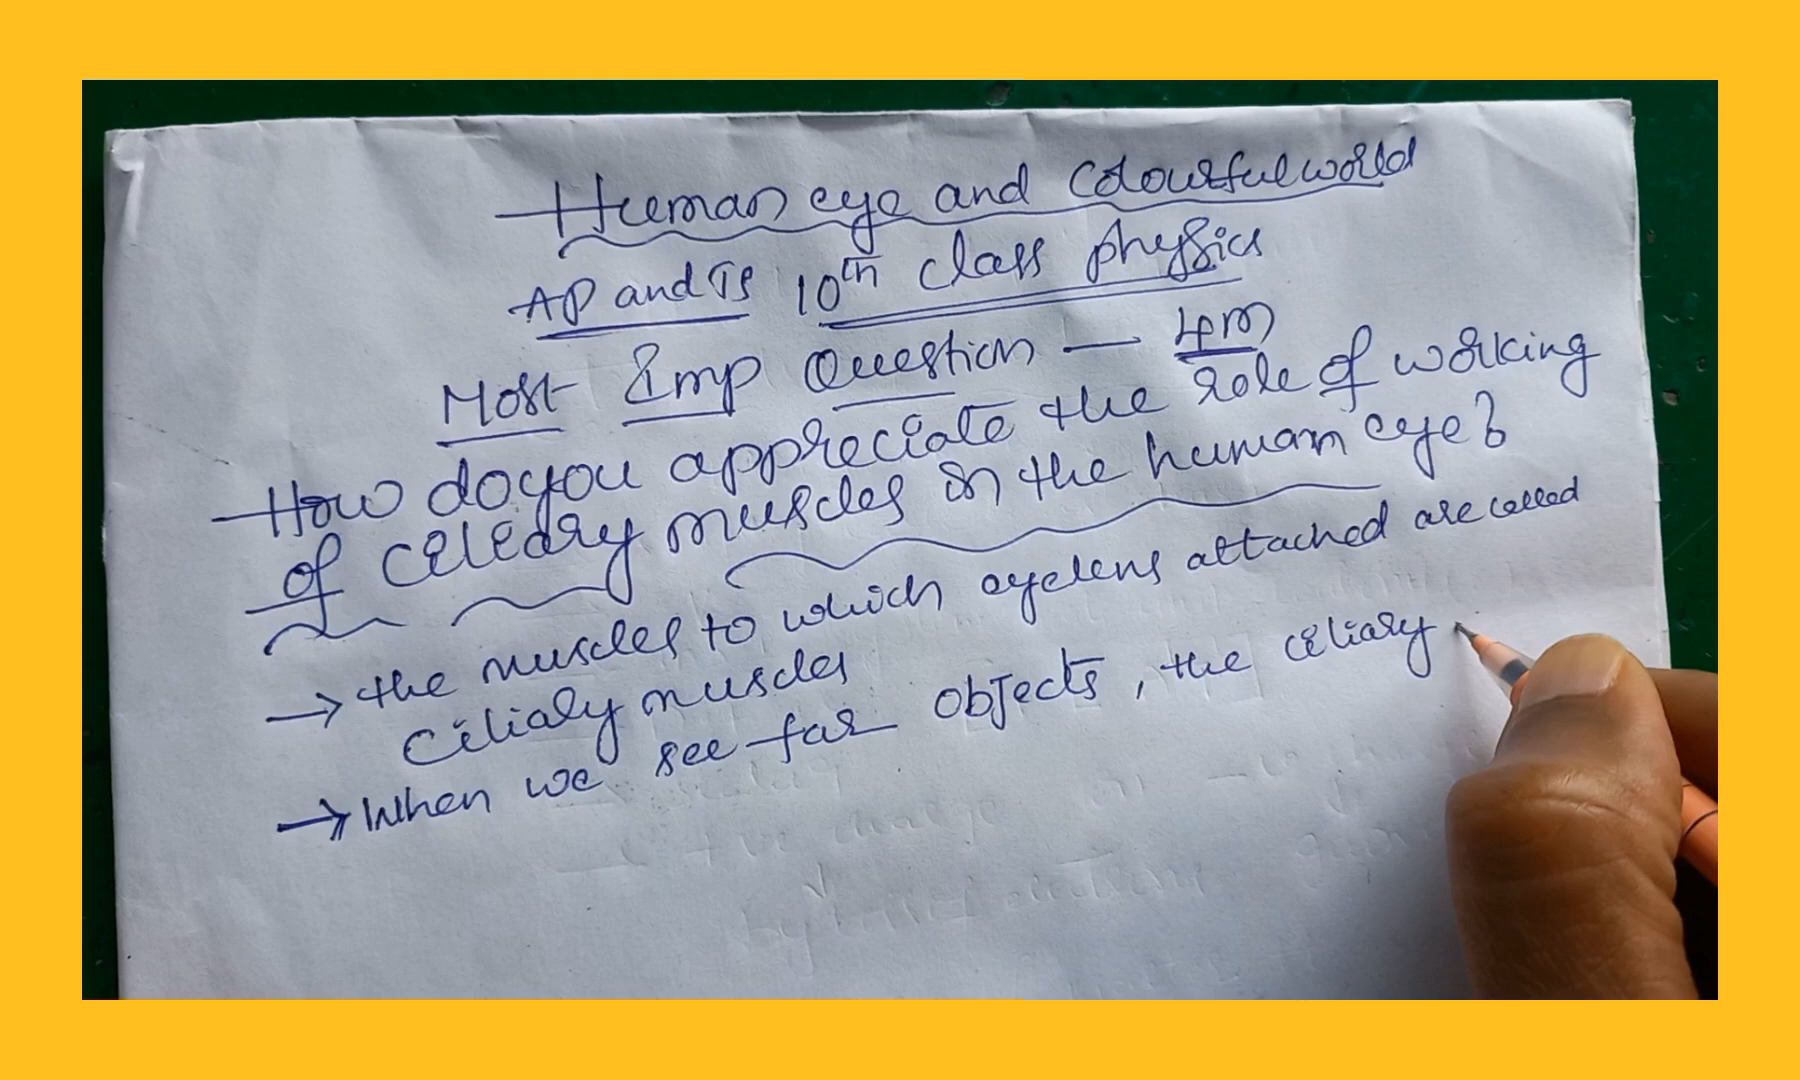 Human eye and Colourful world
AP and TS 10th class physics
Most Imp Question — 4m
How do you appreciate the role of working
of ciliary muscles in the human eye?
→ the muscles to which eyelens attached are called
Ciliary muscles
→ When we see far objects, the ciliary